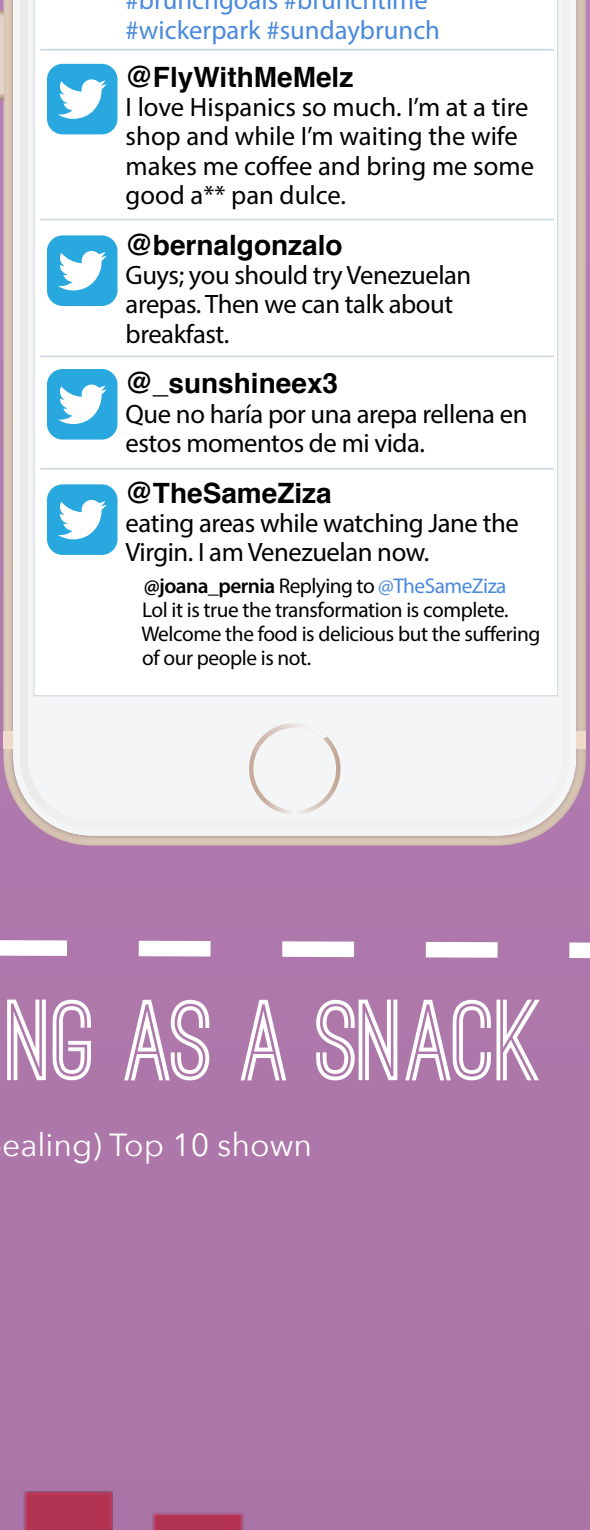 #brunchgoals #brunchtime
#wickerpark #sundaybrunch
@FlyWithMeMelz
I love Hispanics so much. I'm at a tire
shop and while I'm waiting the wife
makes me coffee and bring me some
good a** pan dulce.
@bernalgonzalo
Guys; you should try Venezuelan
arepas. Then we can talk about
breakfast.
@_sunshineex3
Que no haría por una arepa rellena en
estos momentos de mi vida.
@TheSameZiza
eating areas while watching Jane the
Virgin. I am Venezuelan now.
@joana_pernia Replying to @TheSameZiza
Lol it is true the transformation is complete.
Welcome the food is delicious but the suffering
of our people is not.
NG AS A SNACK
ealing) Top 10 shown